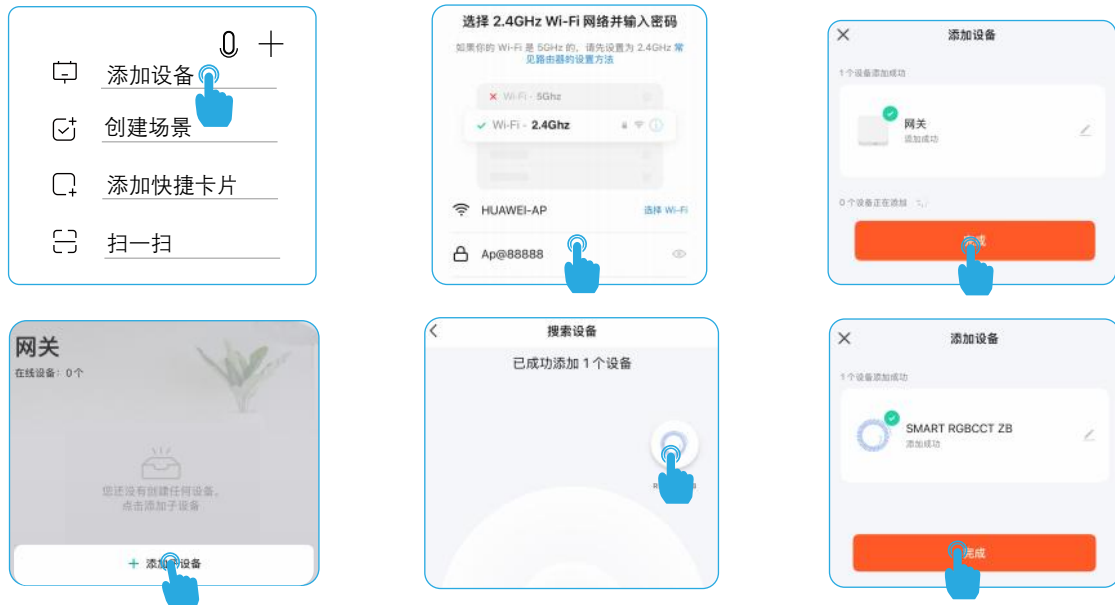 添加设备
创建场景
添加快捷卡片
扫一扫
选择 2.4GHz Wi-Fi 网络并输入密码
如果你的 Wi-Fi 是 5GHz 的，请先设置为 2.4GHz 常
见路由器的设置方法
Wi-Fi - 5Ghz
Wi-Fi - 2.4Ghz
HUAWEI-AP
选择 Wi-Fi
Ap@88888
添加设备
1 个设备添加成功
网关
添加成功
0 个设备正在添加
完成
网关
在线设备：0个
您还没有创建任何设备，
点击添加子设备
+ 添加子设备
搜索设备
已成功添加 1 个设备
添加设备
1 个设备添加成功
SMART RGBCCT ZB
添加成功
完成